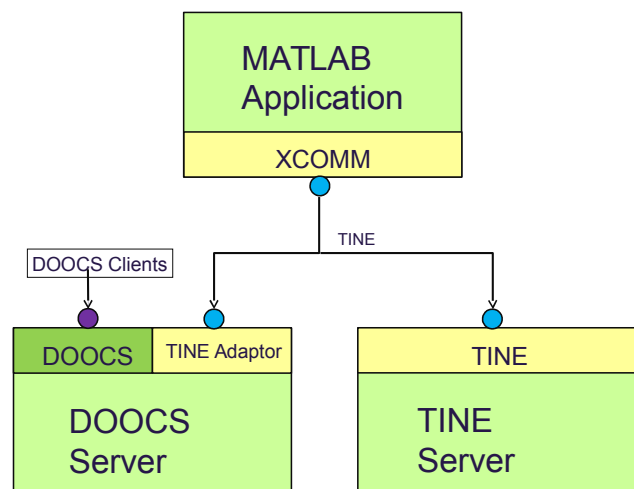 MATLAB
Application
XCOMM
TINE
DOOCS Clients
DOOCS
TINE Adaptor
TINE
DOOCS
Server
TINE
Server